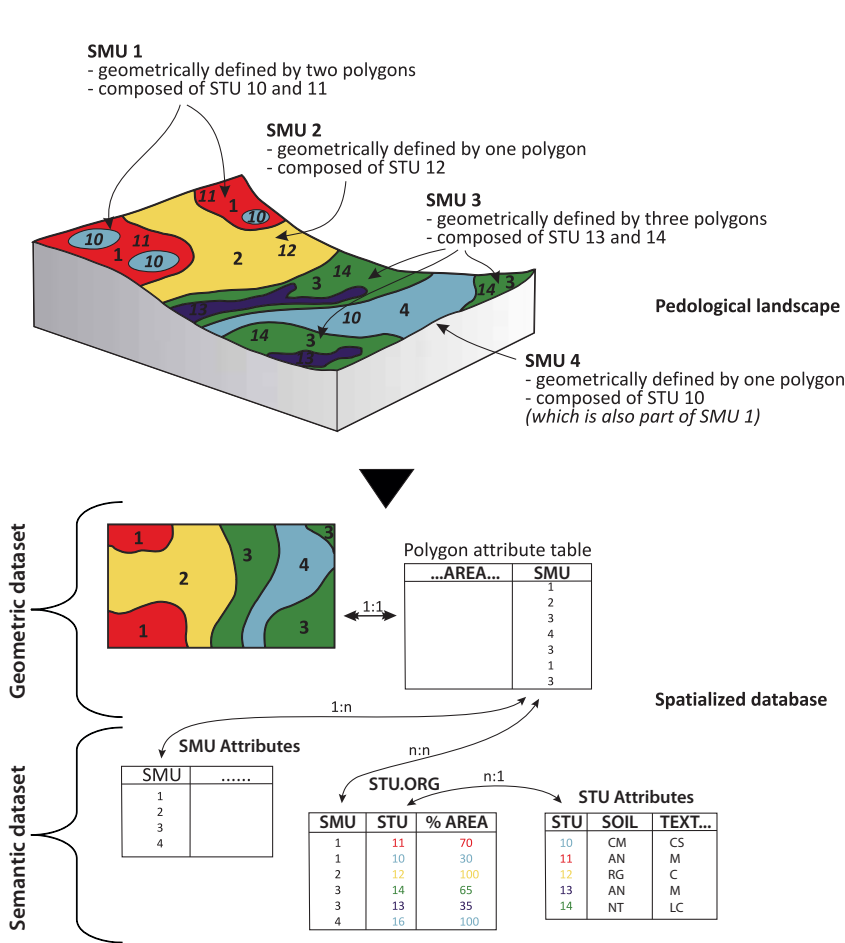 SMU 1
- geometrically defined by two polygons
- composed of STU 10 and 11
SMU 2
- geometrically defined by one polygon
- composed of STU 12
SMU 3
- geometrically defined by three polygons
- composed of STU 13 and 14
11
1
10
10
11
1
10
2
12
14
3
13
10
4
14
3
14
3
13
Pedological landscape
SMU 4
- geometrically defined by one polygon
- composed of STU 10
(which is also part of SMU 1)
Geometric dataset
1
2
3
4
3
1
3
1:1
Polygon attribute table
...AREA... SMU
1
2
3
4
3
1
3
Spatialized database
1:n
n:n
n:1
Semantic dataset
SMU Attributes
SMU ......
1
2
3
4
STU.ORG
SMU STU % AREA
1 11 70
1 10 30
2 12 100
3 14 65
3 13 35
4 16 100
STU Attributes
STU SOIL TEXT...
10 CM CS
11 AN M
12 RG C
13 AN M
14 NT LC